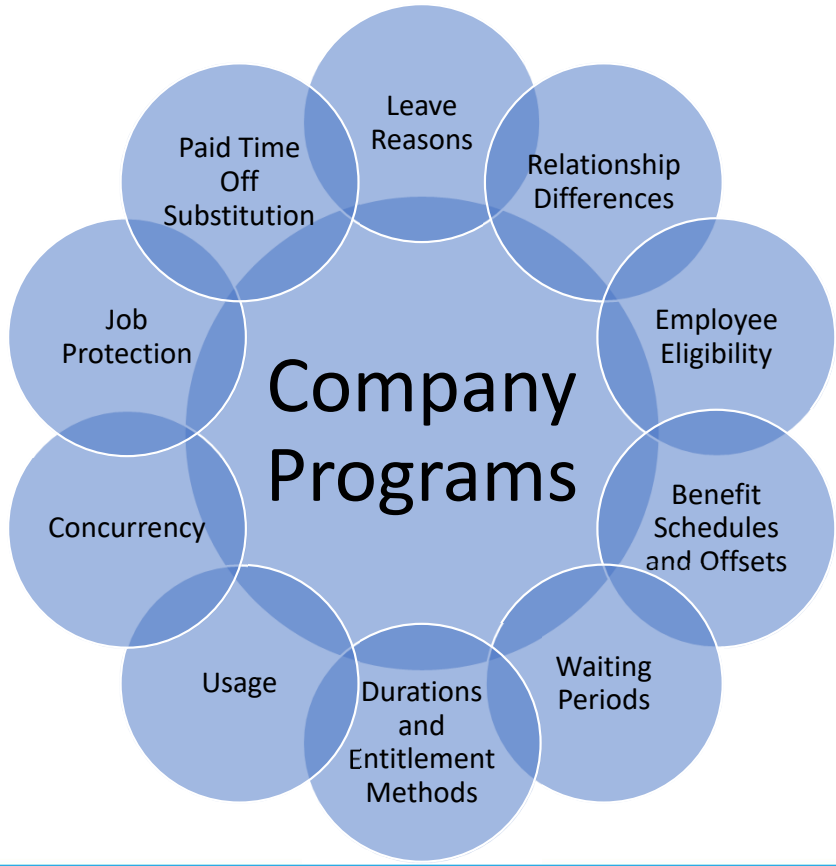 Leave
Reasons
Relationship
Differences
Employee
Eligibility
Benefit
Schedules
and Offsets
Waiting
Periods
Durations
and
Entitlement
Methods
Usage
Concurrency
Job
Protection
Paid Time
Off
Substitution
Company
Programs